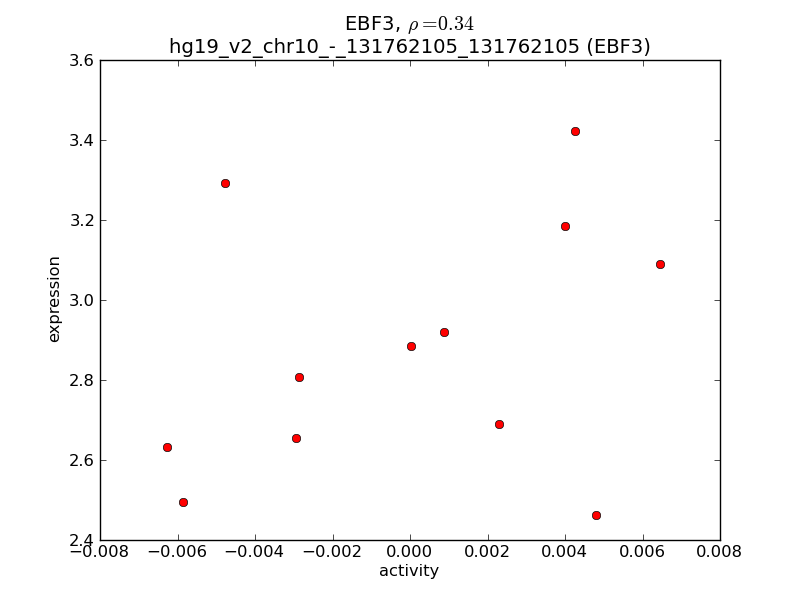 EBF3, ρ=0.34
hg19_v2_chr10_-_131762105_131762105 (EBF3)
3.6
3.4
3.2
3.0
2.8
2.6
2.4
expression
−0.008 −0.006 −0.004 −0.002 0.000 0.002 0.004 0.006 0.008
activity